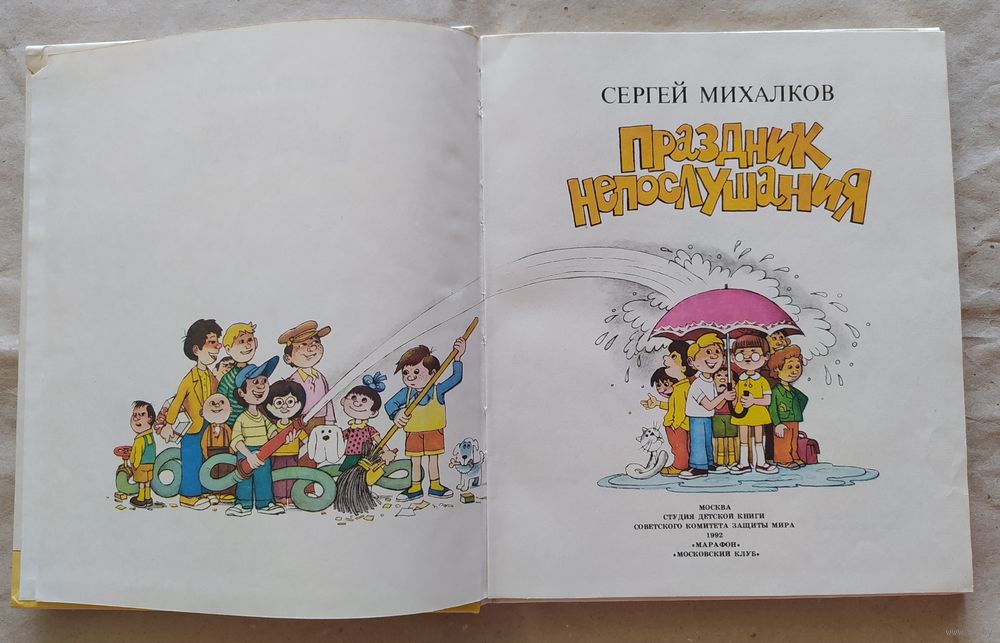 СЕРГЕЙ МИХАЛКОВ
ПРАЗДНИК
НЕПОСЛУШАНИЯ
МОСКВА
СТУДИЯ ДЕТСКОЙ КНИГИ
СОВЕТСКОГО КОМИТЕТА ЗАЩИТЫ МИРА
1992
«МАРАФОН»
«МОСКОВСКИЙ КЛУБ»